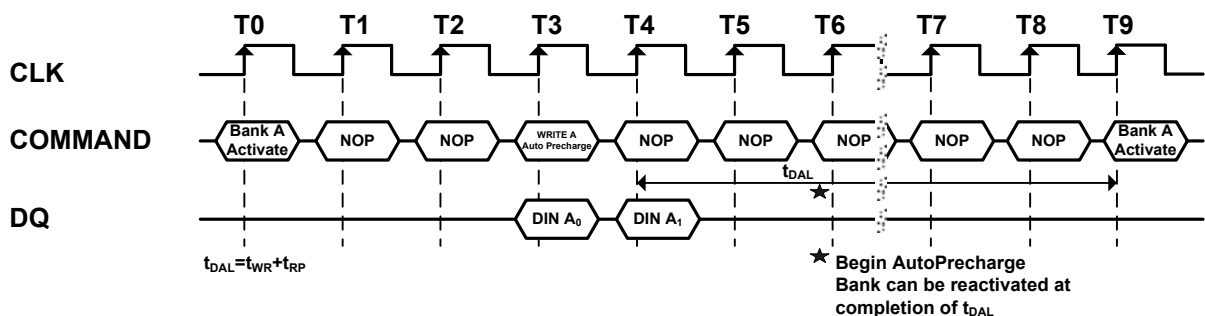 T0 T1 T2 T3 T4 T5 T6 T7 T8 T9
CLK
COMMAND
Bank A Activate NOP NOP WRITE A Auto Precharge NOP NOP NOP NOP NOP Bank A Activate
tDAL
DQ
DIN A0 DIN A1
tDAL=tWR+tRP
★ Begin AutoPrecharge
Bank can be reactivated at
completion of tDAL